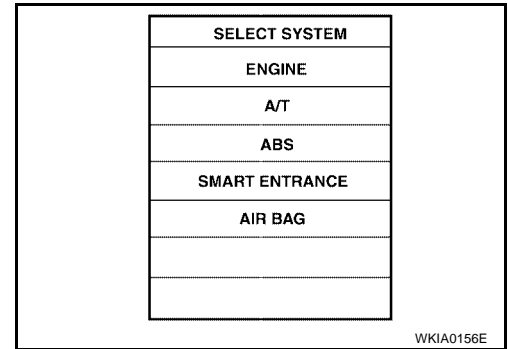 SELECT SYSTEM
ENGINE
A/T
ABS
SMART ENTRANCE
AIR BAG
WKIA0156E